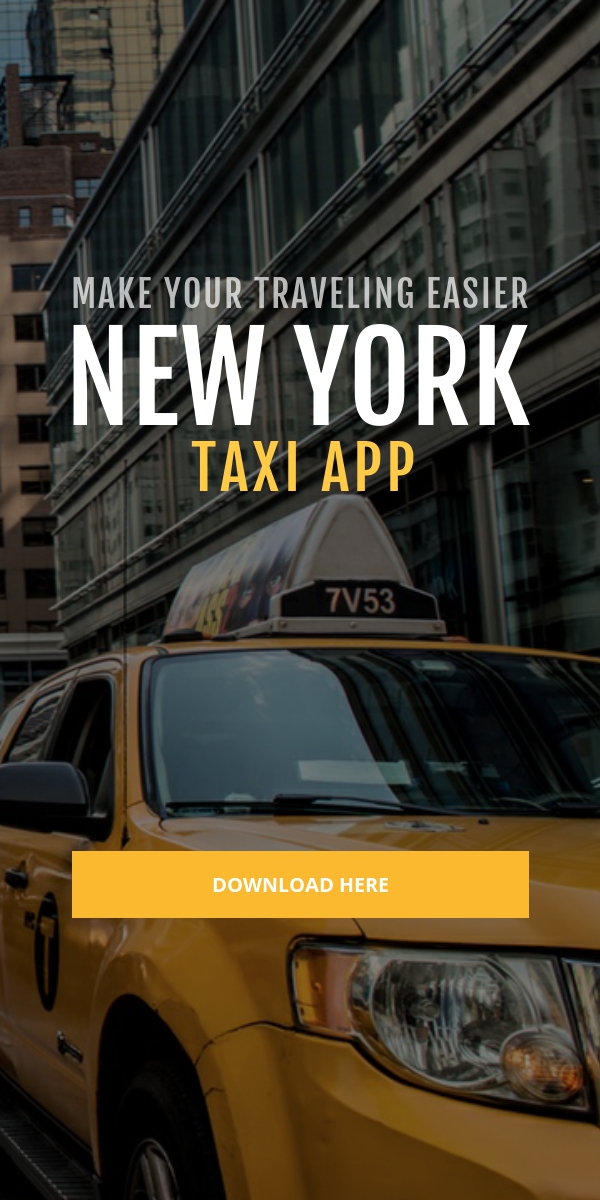 MAKE YOUR TRAVELING EASIER
NEW YORK
TAXI APP
7V53
DOWNLOAD HERE
T